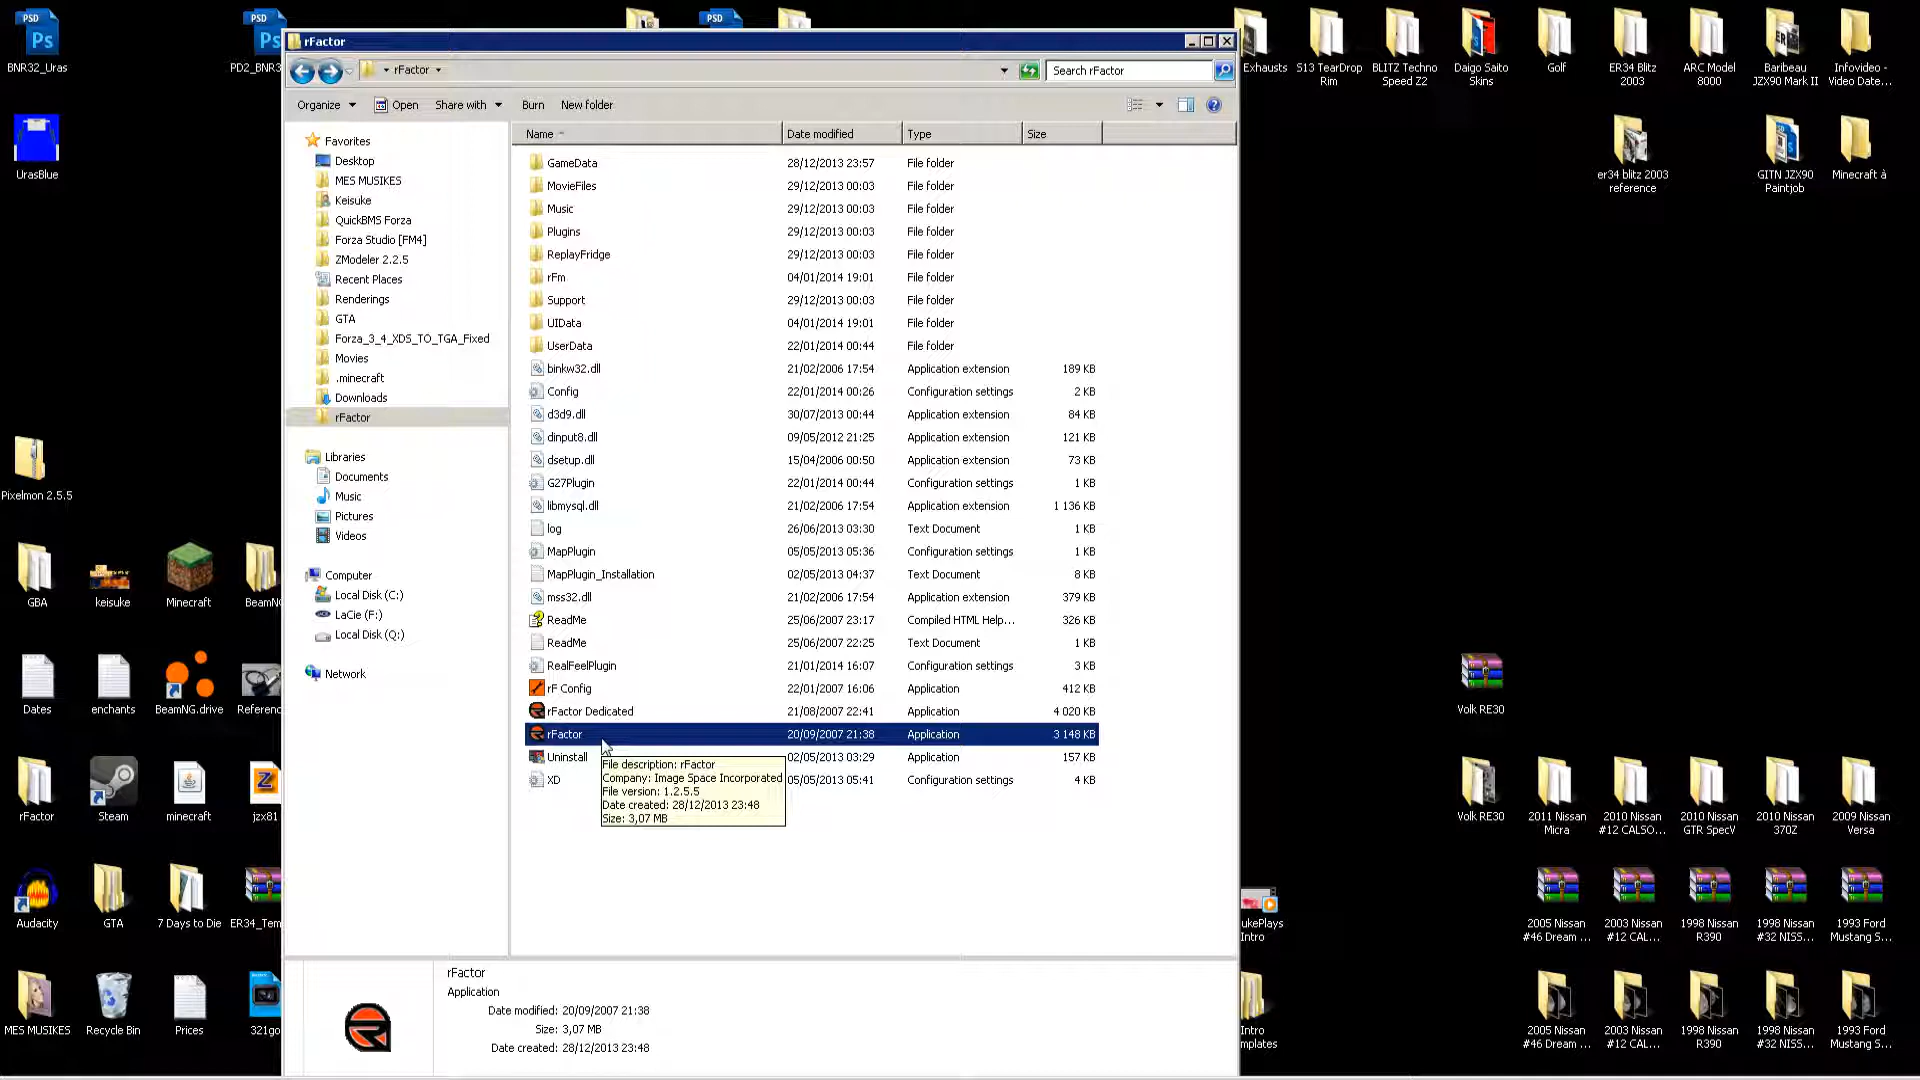 rFactor
rFactor
Search rFactor
Organize
Open
Share with
Burn
New folder
Favorites
Desktop
MES MUSIKES
Keisuke
QuickBMS Forza
Forza Studio [FM4]
ZModeler 2.2.5
Recent Places
Renderings
GTA
Forza_3_4_XDS_TO_TGA_Fixed
Movies
.minecraft
Downloads
rFactor
Libraries
Documents
Music
Pictures
Videos
Computer
Local Disk (C:)
LaCie (F:)
Local Disk (Q:)
Network
Name Date modified Type Size
GameData 28/12/2013 23:57 File folder
MovieFiles 29/12/2013 00:03 File folder
Music 29/12/2013 00:03 File folder
Plugins 29/12/2013 00:03 File folder
ReplayFridge 29/12/2013 00:03 File folder
rFm 04/01/2014 19:01 File folder
Support 29/12/2013 00:03 File folder
UIData 04/01/2014 19:01 File folder
UserData 22/01/2014 00:44 File folder
binkw32.dll 21/02/2006 17:54 Application extension 189 KB
Config 22/01/2014 00:26 Configuration settings 2 KB
d3d9.dll 30/07/2013 00:44 Application extension 84 KB
dinput8.dll 09/05/2012 21:25 Application extension 121 KB
dsetup.dll 15/04/2006 00:50 Application extension 73 KB
G27Plugin 22/01/2014 00:44 Configuration settings 1 KB
libmysql.dll 21/02/2006 17:54 Application extension 1 136 KB
log 26/06/2013 03:30 Text Document 1 KB
MapPlugin 05/05/2013 05:36 Configuration settings 1 KB
MapPlugin_Installation 02/05/2013 04:37 Text Document 8 KB
mss32.dll 21/02/2006 17:54 Application extension 379 KB
ReadMe 25/06/2007 23:17 Compiled HTML Help... 326 KB
ReadMe 25/06/2007 22:25 Text Document 1 KB
RealFeelPlugin 21/01/2014 16:07 Configuration settings 3 KB
rF Config 22/01/2007 16:06 Application 412 KB
rFactor Dedicated 21/08/2007 22:41 Application 4 020 KB
rFactor 20/09/2007 21:38 Application 3 148 KB
Uninstall 02/05/2013 03:29 Application 157 KB
XD 05/05/2013 05:41 Configuration settings 4 KB
File description: rFactor
Company: Image Space Incorporated
File version: 1.2.5.5
Date created: 28/12/2013 23:48
Size: 3,07 MB
rFactor
Application
Date modified: 20/09/2007 21:38
Size: 3,07 MB
Date created: 28/12/2013 23:48
PSD
Ps
BNR32_Uras
PSD
Ps
PD2_BNR3
PSD
UrasBlue
Pixelmon 2.5.5
GBA
keisuke
Minecraft
BeamNG
Dates
enchants
BeamNG.drive
Referenc
rFactor
Steam
minecraft
jzx81
Audacity
GTA
7 Days to Die
ER34_Tem
MES MUSIKES
Recycle Bin
Prices
321go
Exhausts
S13 TearDrop
Rim
BLITZ Techno
Speed Z2
Daigo Saito
Skins
Golf
ER34 Blitz
2003
ARC Model
8000
Baribeau
JZX90 Mark II
Infovideo -
Video Date...
er34 blitz 2003
reference
GITN JZX90
Paintjob
Minecraft à
Volk RE30
Volk RE30
2011 Nissan
Micra
2010 Nissan
#12 CALSO...
2010 Nissan
GTR SpecV
2010 Nissan
370Z
2009 Nissan
Versa
ukePlays
Intro
2005 Nissan
#46 Dream ...
2003 Nissan
#12 CAL...
1998 Nissan
R390
1998 Nissan
#32 NISS...
1993 Ford
Mustang S...
Intro
mplates
2005 Nissan
#46 Dream ...
2003 Nissan
#12 CAL...
1998 Nissan
R390
1998 Nissan
#32 NISS...
1993 Ford
Mustang S...